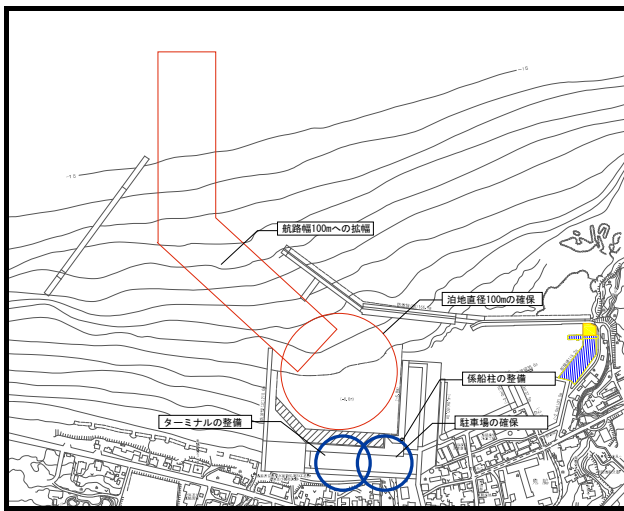 -15
-15
航路幅100mへの拡幅
泊地直径100mの確保
係船柱の整備
ターミナルの整備
駐車場の確保